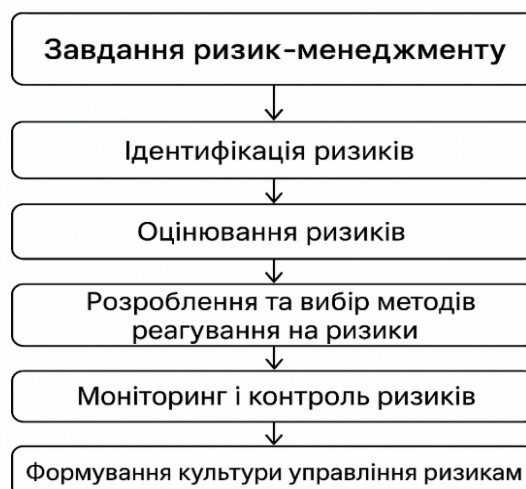 Завдання ризик-менеджменту
Ідентифікація ризиків
Оцінювання ризиків
Розроблення та вибір методів
реагування на ризики
Моніторинг і контроль ризиків
Формування культури управління ризикам